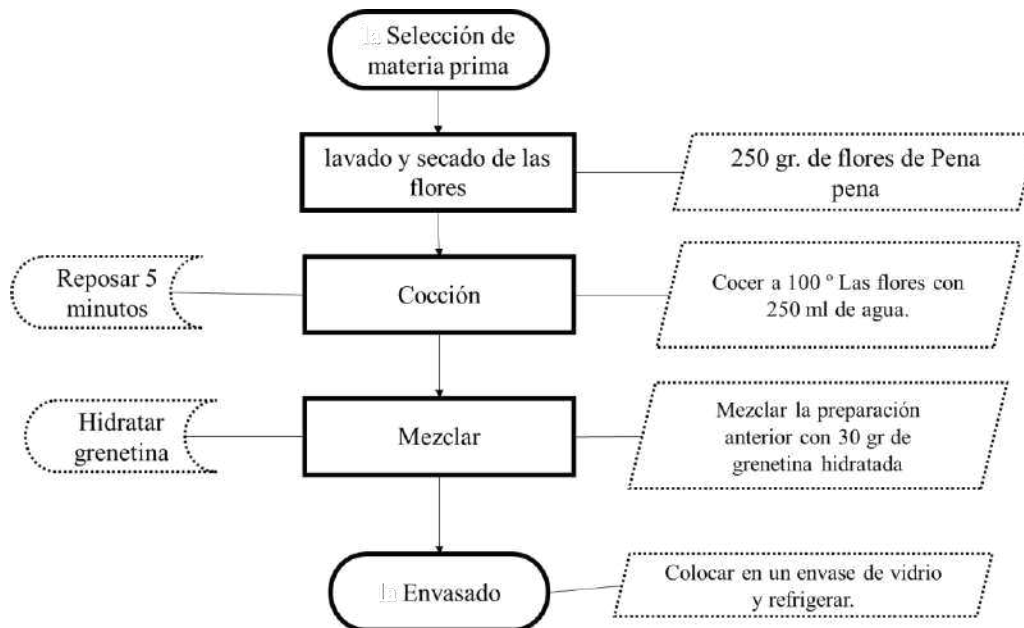 la Selección de
materia prima
lavado y secado de las
flores
250 gr. de flores de Pena
pena
Reposar 5
minutos
Cocción
Cocer a 100 º Las flores con
250 ml de agua.
Hidratar
grenetina
Mezclar
Mezclar la preparación
anterior con 30 gr de
grenetina hidratada
la Envasado
Colocar en un envase de vidrio
y refrigerar.